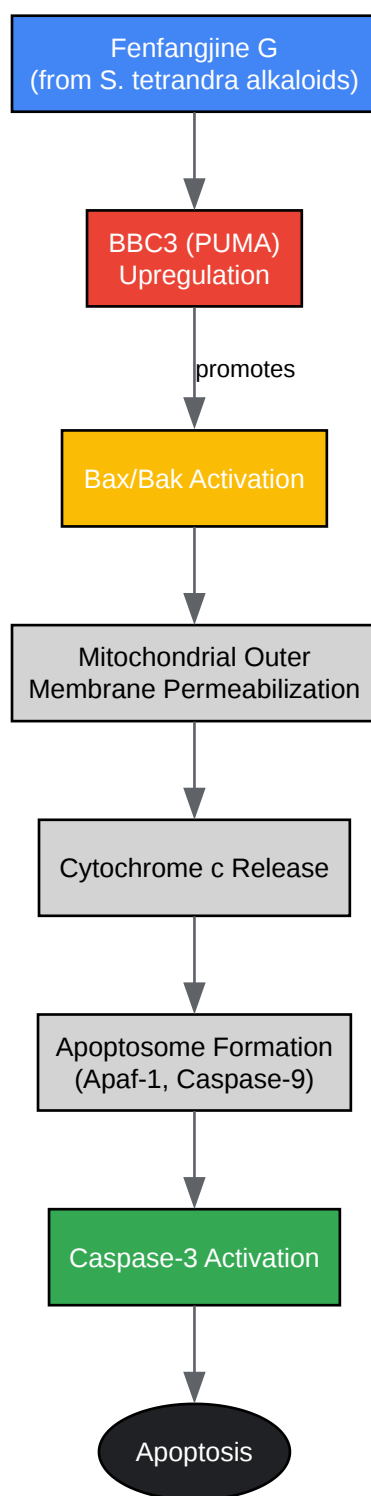 Fenfangjine G
(from S. tetrandra alkaloids)
BBC3 (PUMA)
Upregulation
promotes
Bax/Bak Activation
Mitochondrial Outer
Membrane Permeabilization
Cytochrome c Release
Apoptosome Formation
(Apaf-1, Caspase-9)
Caspase-3 Activation
Apoptosis